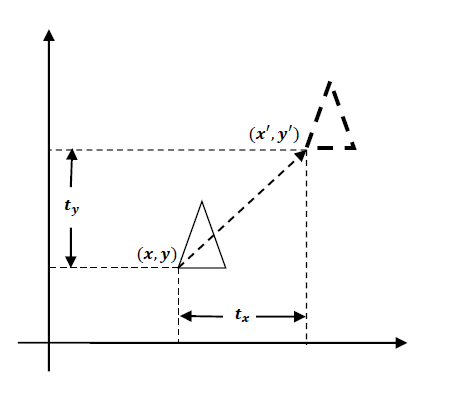 (x', y')
t_y
(x, y)
t_x